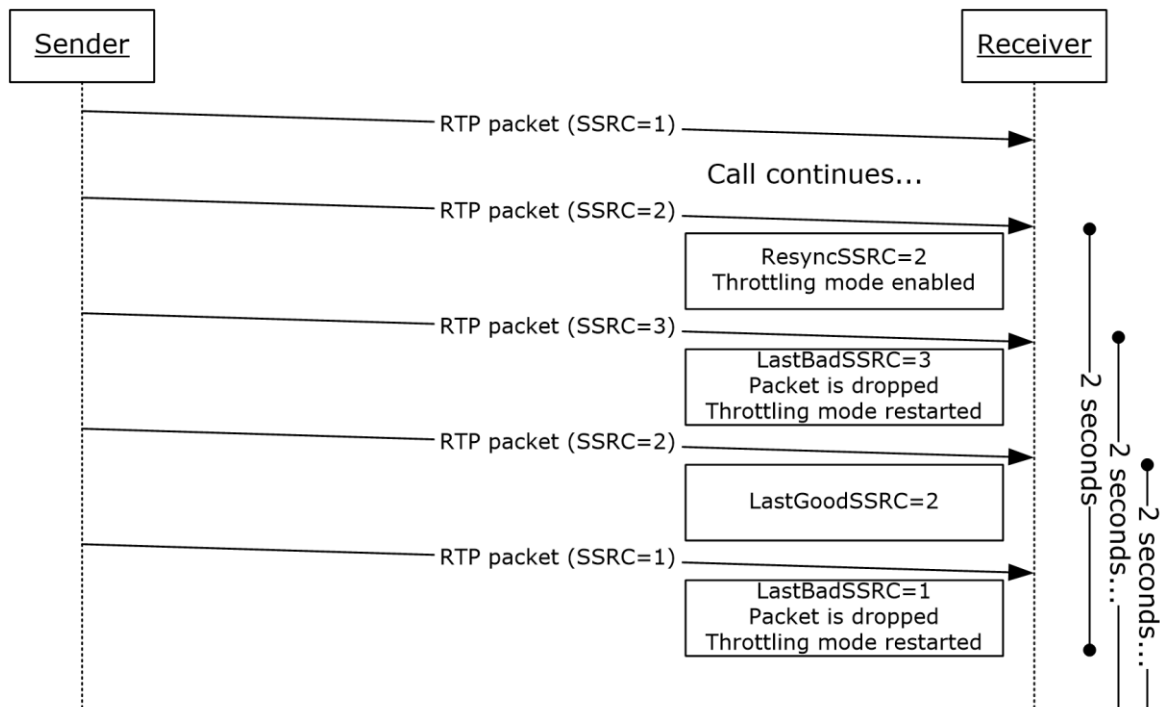 Sender
Receiver
RTP packet (SSRC=1)
Call continues...
RTP packet (SSRC=2)
ResyncSSRC=2
Throttling mode enabled
RTP packet (SSRC=3)
LastBadSSRC=3
Packet is dropped
Throttling mode restarted
RTP packet (SSRC=2)
LastGoodSSRC=2
RTP packet (SSRC=1)
LastBadSSRC=1
Packet is dropped
Throttling mode restarted
2 seconds
2 seconds...
2 seconds...